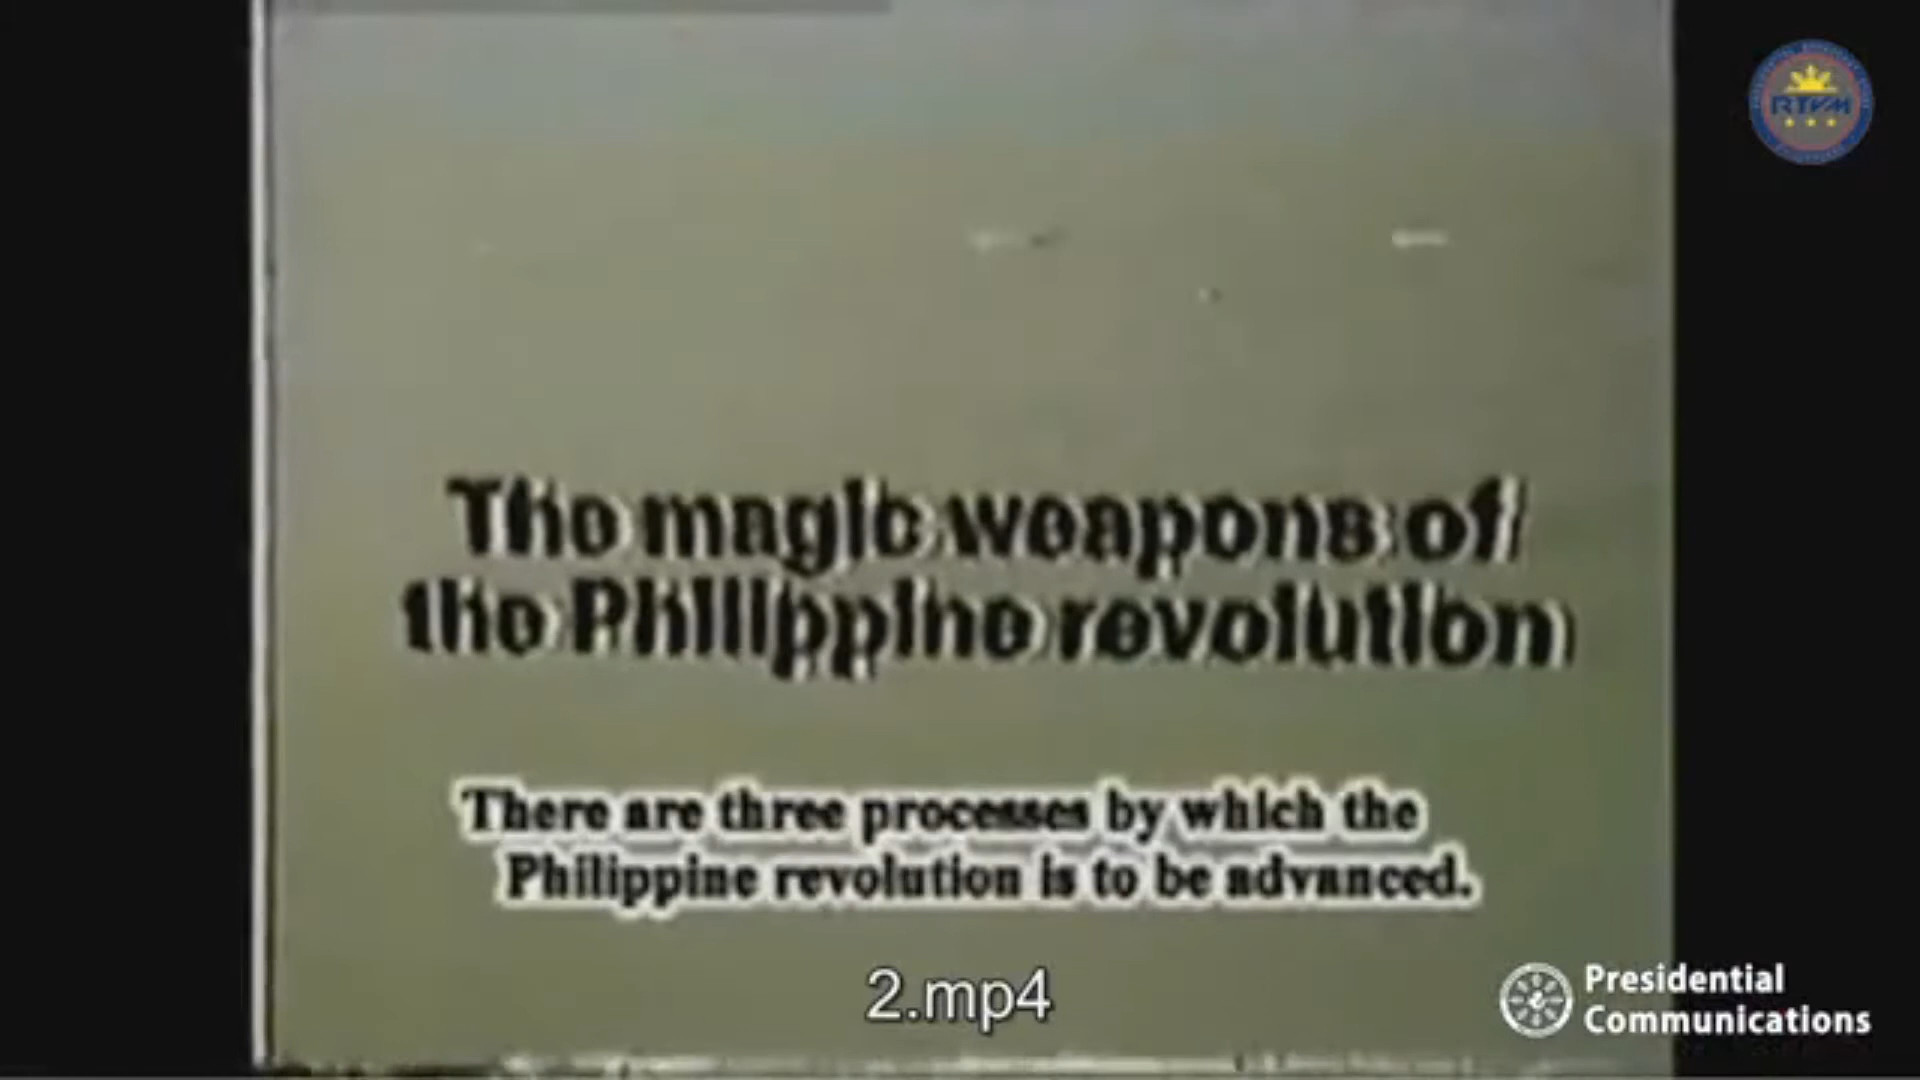 RTVM
The magic weapons of
the Philippine revolution
There are three processes by which the
Philippine revolution is to be advanced.
2.mp4
Presidential
Communications